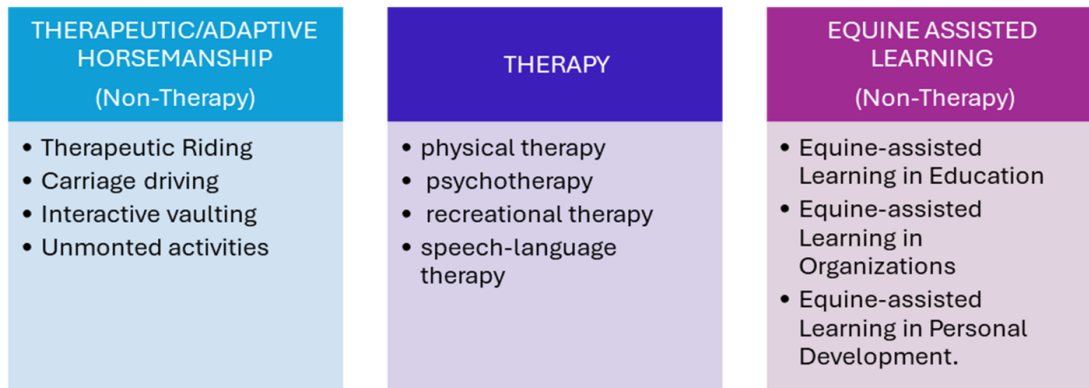 THERAPEUTIC/ADAPTIVE
HORSEMANSHIP
(Non-Therapy)
• Therapeutic Riding
• Carriage driving
• Interactive vaulting
• Unmonted activities
THERAPY
• physical therapy
• psychotherapy
• recreational therapy
• speech-language
therapy
EQUINE ASSISTED
LEARNING
(Non-Therapy)
• Equine-assisted
Learning in Education
• Equine-assisted
Learning in
Organizations
• Equine-assisted
Learning in Personal
Development.